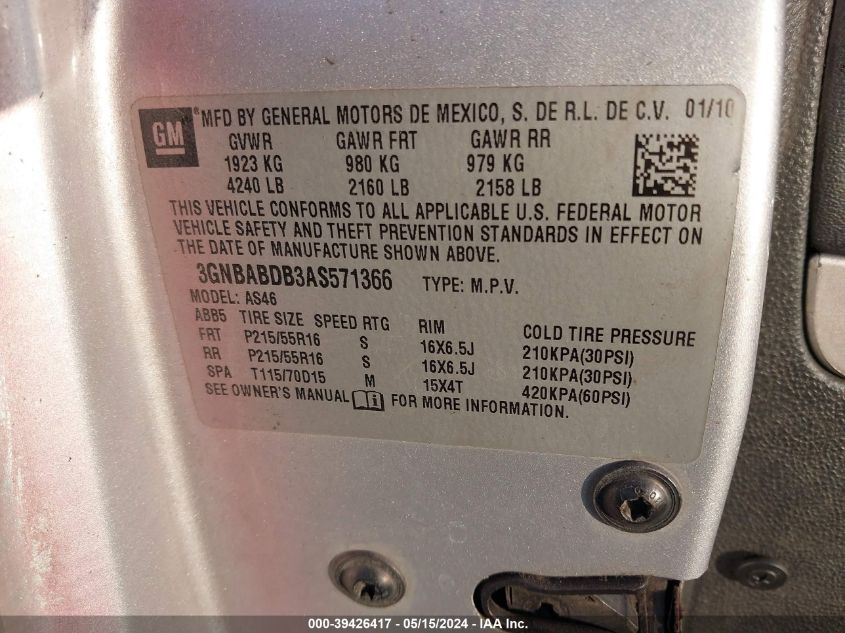 GM ® MFD BY GENERAL MOTORS DE MEXICO, S. DE R.L. DE C.V. 01/10
GVWR GAWR FRT GAWR RR
1923 KG 980 KG 979 KG
4240 LB 2160 LB 2158 LB
THIS VEHICLE CONFORMS TO ALL APPLICABLE U.S. FEDERAL MOTOR
VEHICLE SAFETY AND THEFT PREVENTION STANDARDS IN EFFECT ON
THE DATE OF MANUFACTURE SHOWN ABOVE.
3GNBABDB3AS571366 TYPE: M.P.V.
MODEL: AS46
ABB5 TIRE SIZE SPEED RTG RIM COLD TIRE PRESSURE
FRT P215/55R16 S 16X6.5J 210KPA(30PSI)
RR P215/55R16 S 16X6.5J 210KPA(30PSI)
SPA T115/70D15 M 15X4T 420KPA(60PSI)
SEE OWNER'S MANUAL FOR MORE INFORMATION.
000-39426417 - 05/15/2024 - IAA Inc.